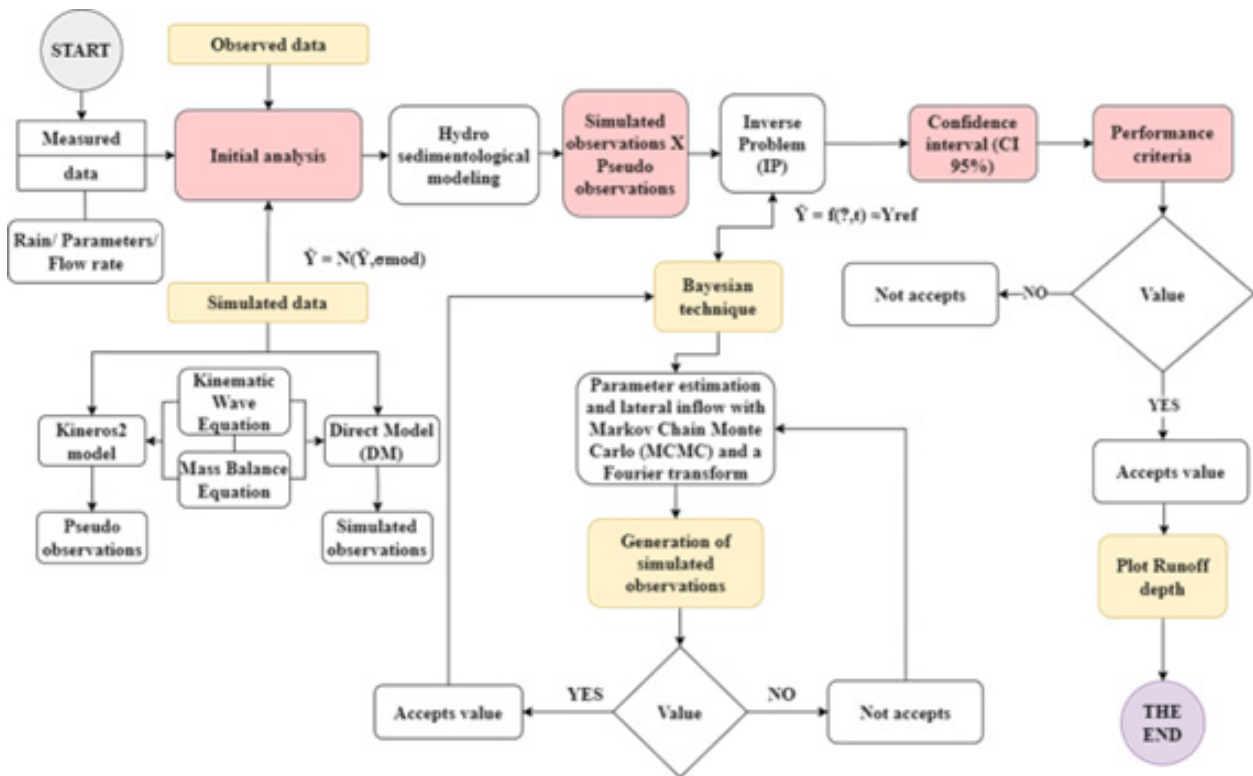 START
Observed data
Measured
data
Initial analysis
Hydro
sedimentological
modeling
Simulated
observations X
Pseudo
observations
Inverse
Problem
(IP)
Confidence
interval (CI
95%)
Performance
criteria
Rain/ Parameters/
Flow rate
Ŷ = N(Ŷ,σmod)
Ŷ = f(?,t) ≈Yref
Simulated data
Bayesian
technique
Not accepts
NO
Value
Kinematic
Wave
Equation
Kineros2
model
Direct Model
(DM)
Mass Balance
Equation
Parameter estimation
and lateral inflow with
Markov Chain Monte
Carlo (MCMC) and a
Fourier transform
YES
Accepts value
Pseudo
observations
Simulated
observations
Generation of
simulated
observations
Plot Runoff
depth
YES
NO
Accepts value
Value
Not accepts
THE
END